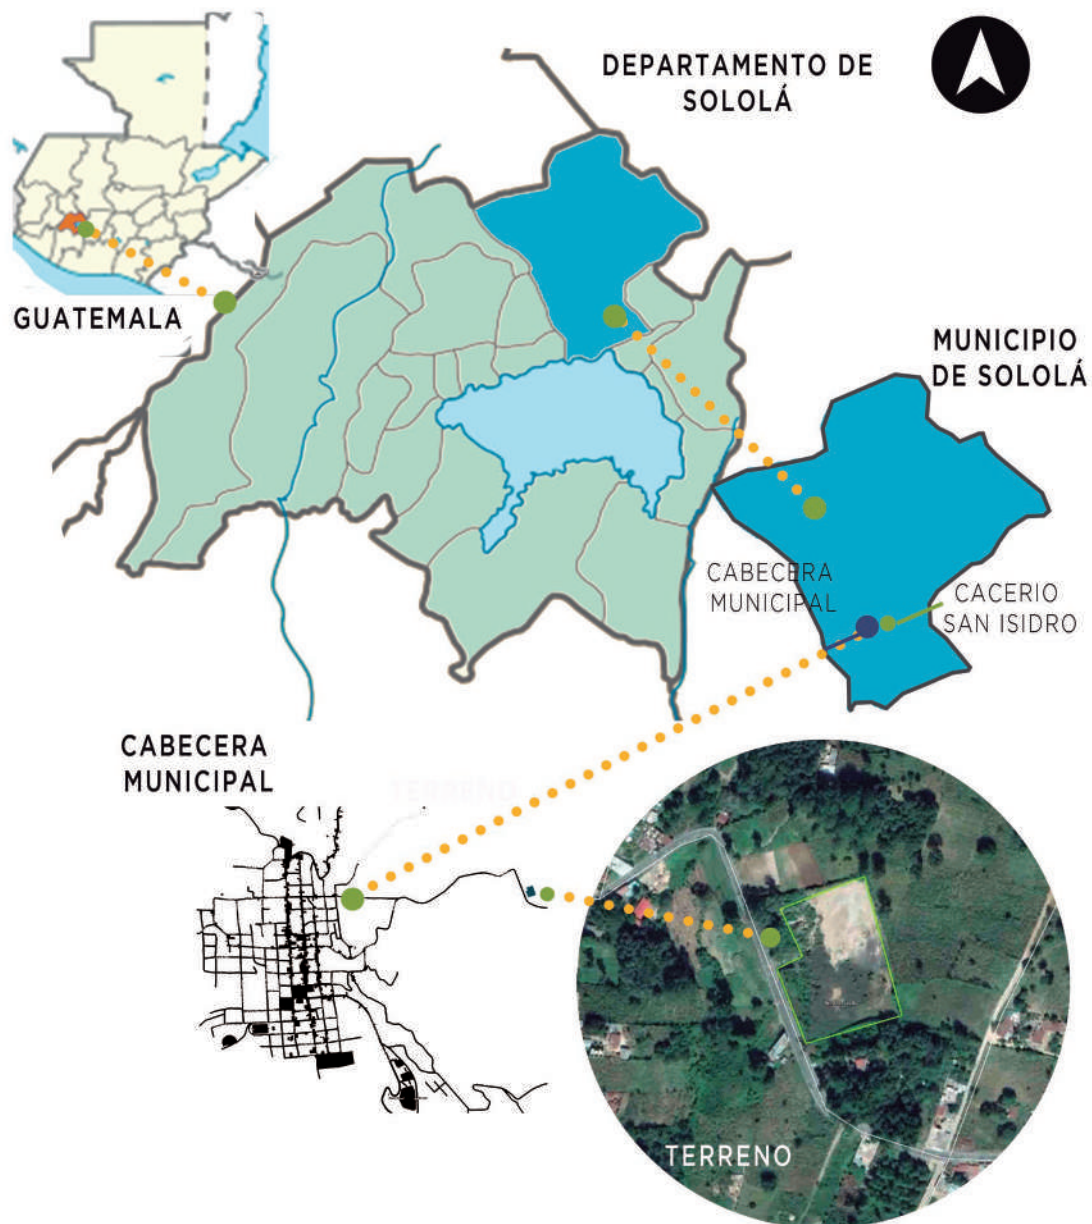 DEPARTAMENTO DE
SOLOLÁ
GUATEMALA
MUNICIPIO
DE SOLOLÁ
CABECERA
MUNICIPAL
CACERIO
SAN ISIDRO
CABECERA
MUNICIPAL
TERRENO
TERRENO